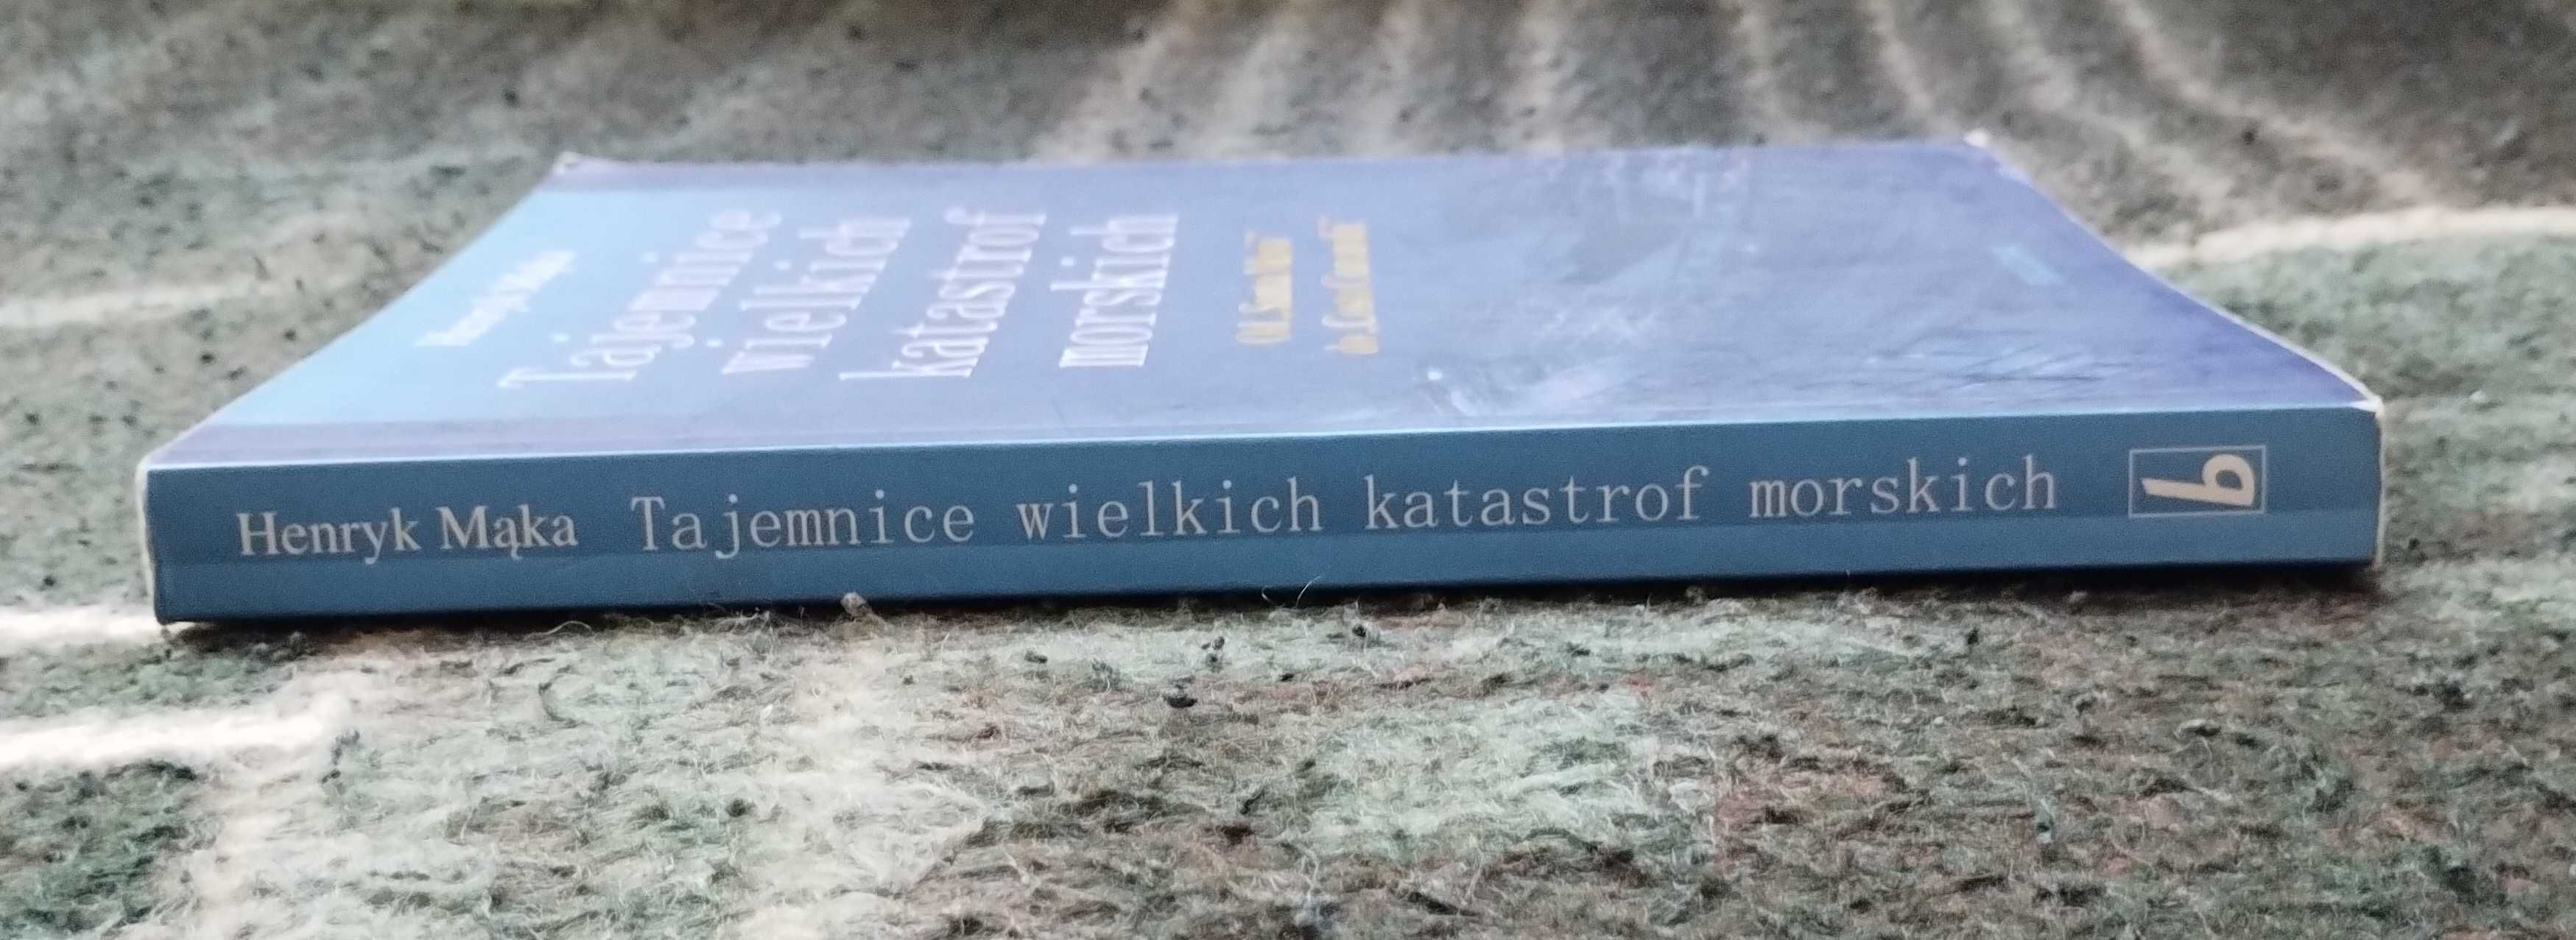 Tajemnice
wielkich
katastrof
morskich
Henryk Mąka Tajemnice wielkich katastrof morskich b